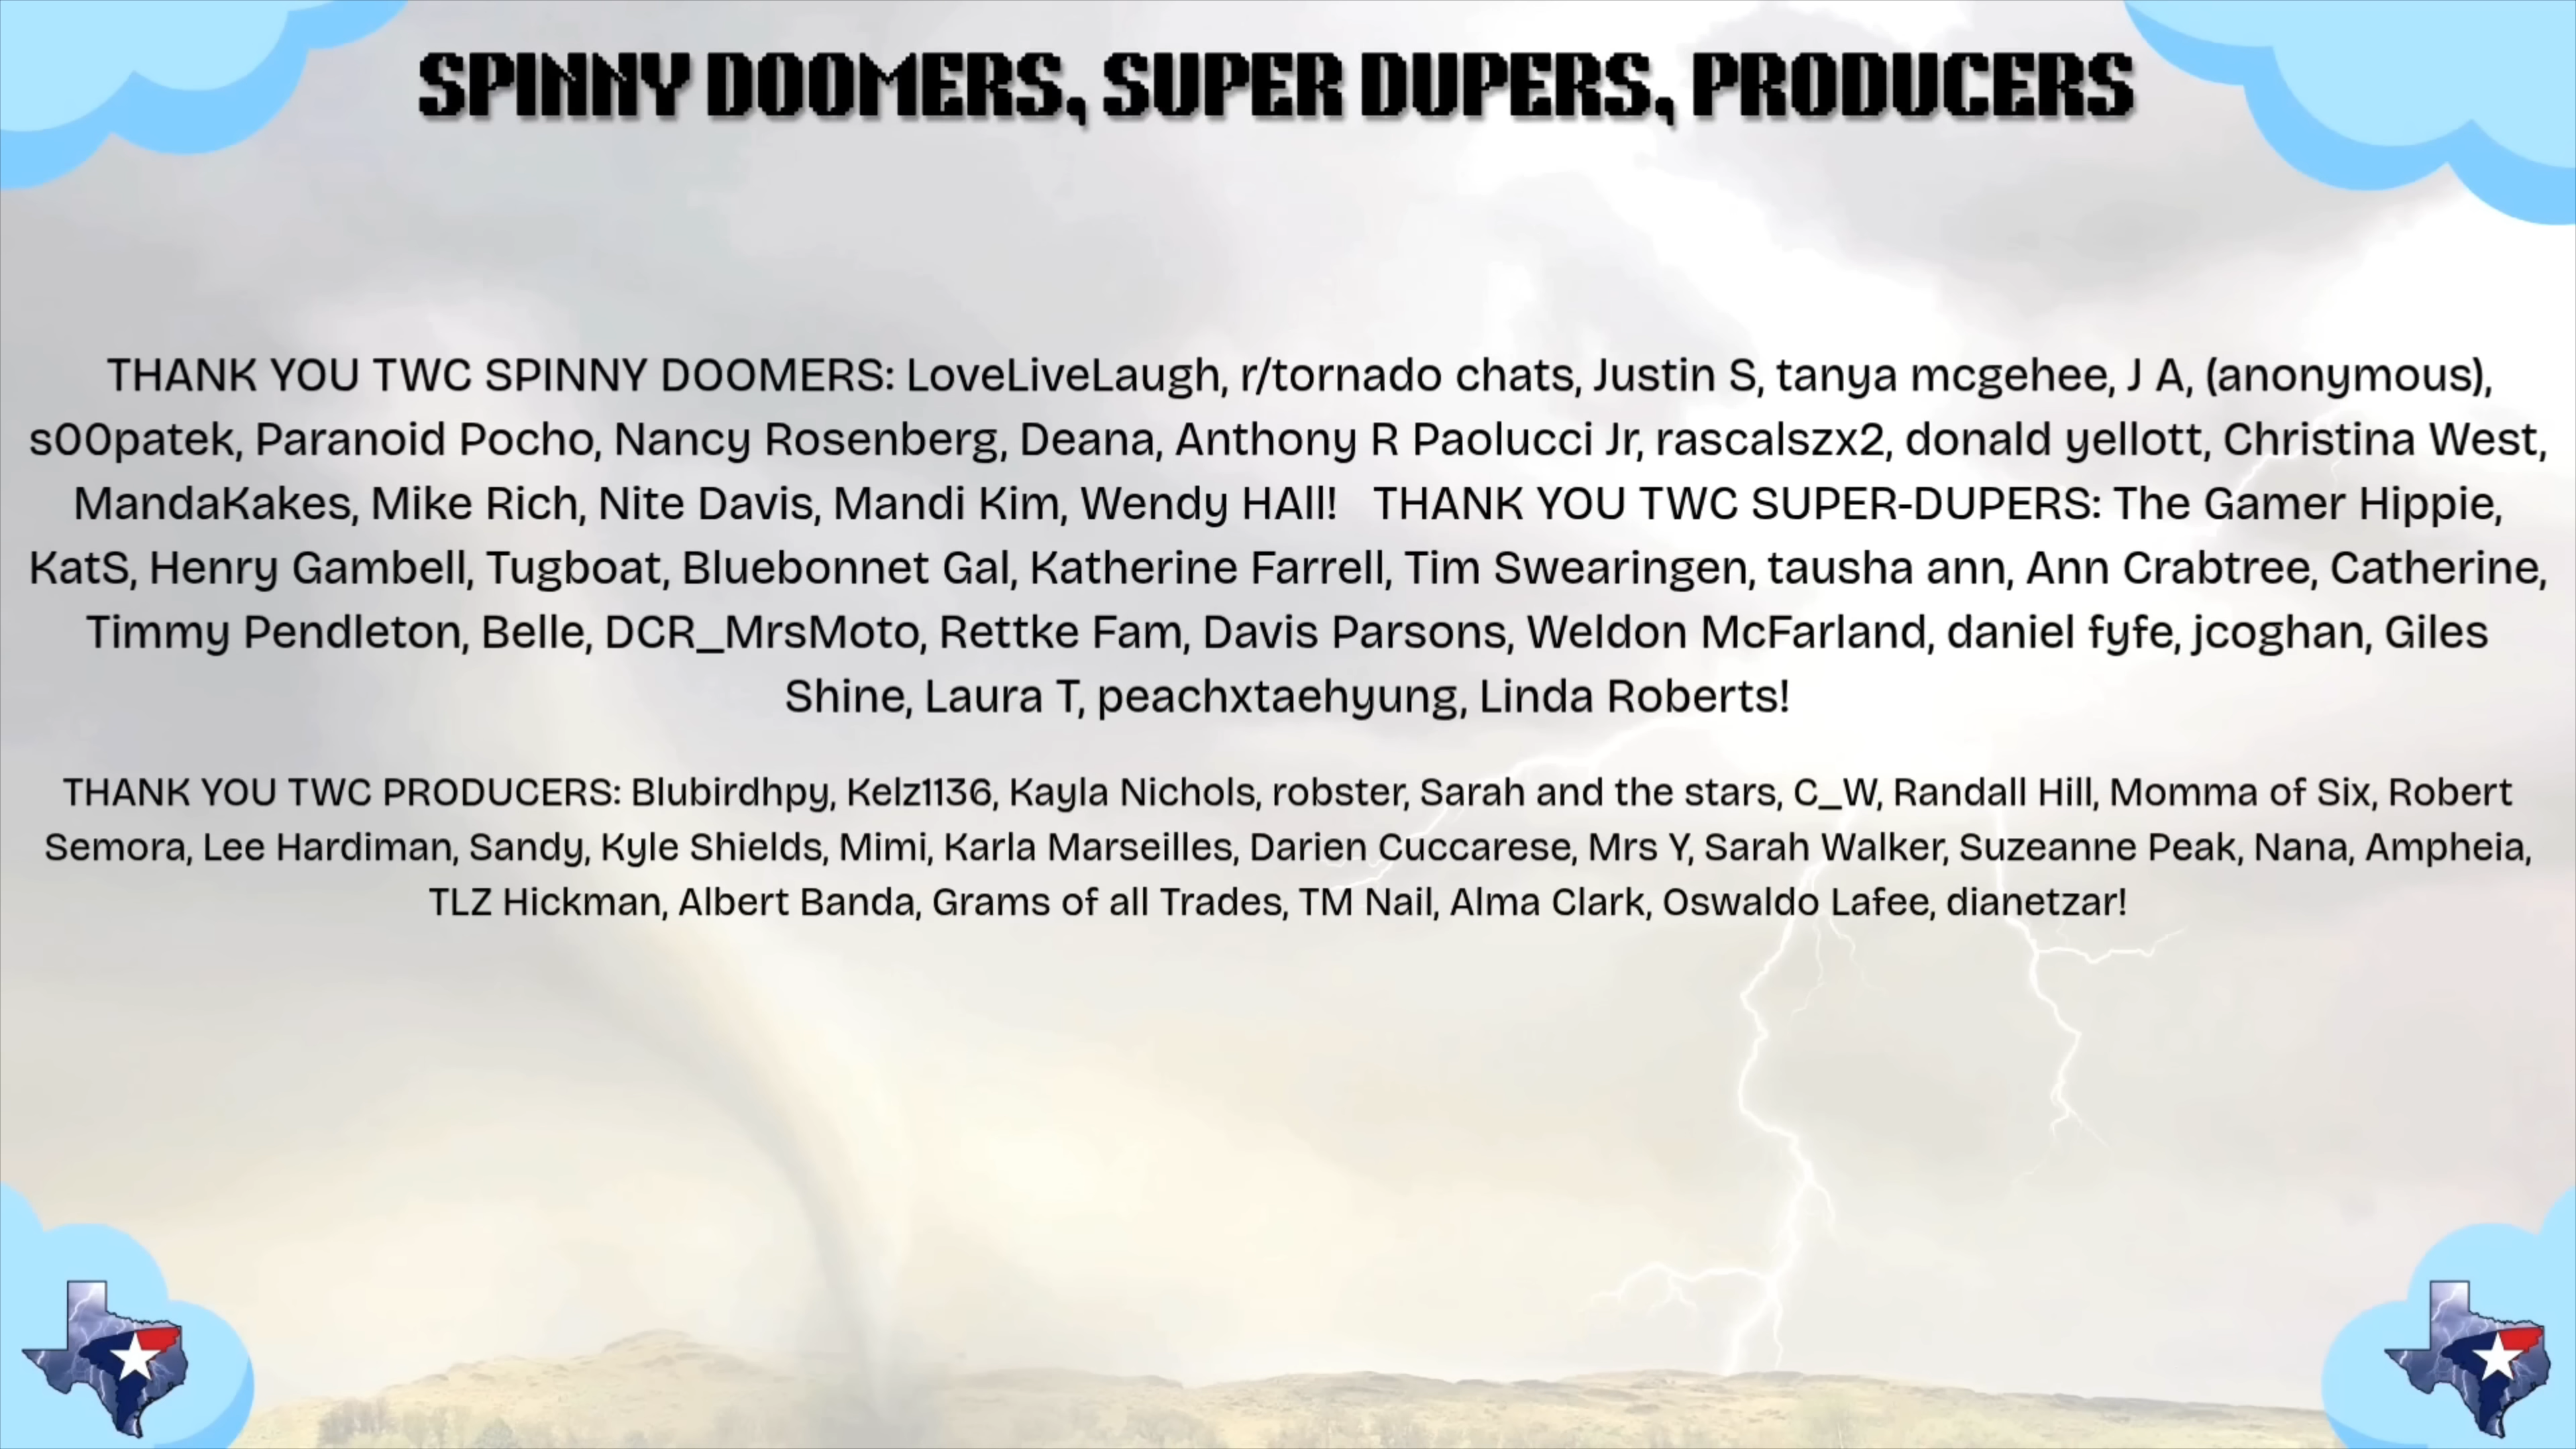 SPINNY DOOMERS, SUPER DUPERS, PRODUCERS
THANK YOU TWC SPINNY DOOMERS: LoveLiveLaugh, r/tornado chats, Justin S, tanya mcgehee, J A, (anonymous),
s00patek, Paranoid Pocho, Nancy Rosenberg, Deana, Anthony R Paolucci Jr, rascalszx2, donald yellott, Christina West,
MandaKakes, Mike Rich, Nite Davis, Mandi Kim, Wendy HAll! THANK YOU TWC SUPER-DUPERS: The Gamer Hippie,
KatS, Henry Gambell, Tugboat, Bluebonnet Gal, Katherine Farrell, Tim Swearingen, tausha ann, Ann Crabtree, Catherine,
Timmy Pendleton, Belle, DCR_MrsMoto, Rettke Fam, Davis Parsons, Weldon McFarland, daniel fyfe, jcoghan, Giles
Shine, Laura T, peachxtaehyung, Linda Roberts!
THANK YOU TWC PRODUCERS: Blubirdhpy, Kelz1136, Kayla Nichols, robster, Sarah and the stars, C_W, Randall Hill, Momma of Six, Robert
Semora, Lee Hardiman, Sandy, Kyle Shields, Mimi, Karla Marseilles, Darien Cuccarese, Mrs Y, Sarah Walker, Suzeanne Peak, Nana, Ampheia,
TLZ Hickman, Albert Banda, Grams of all Trades, TM Nail, Alma Clark, Oswaldo Lafee, dianetzar!